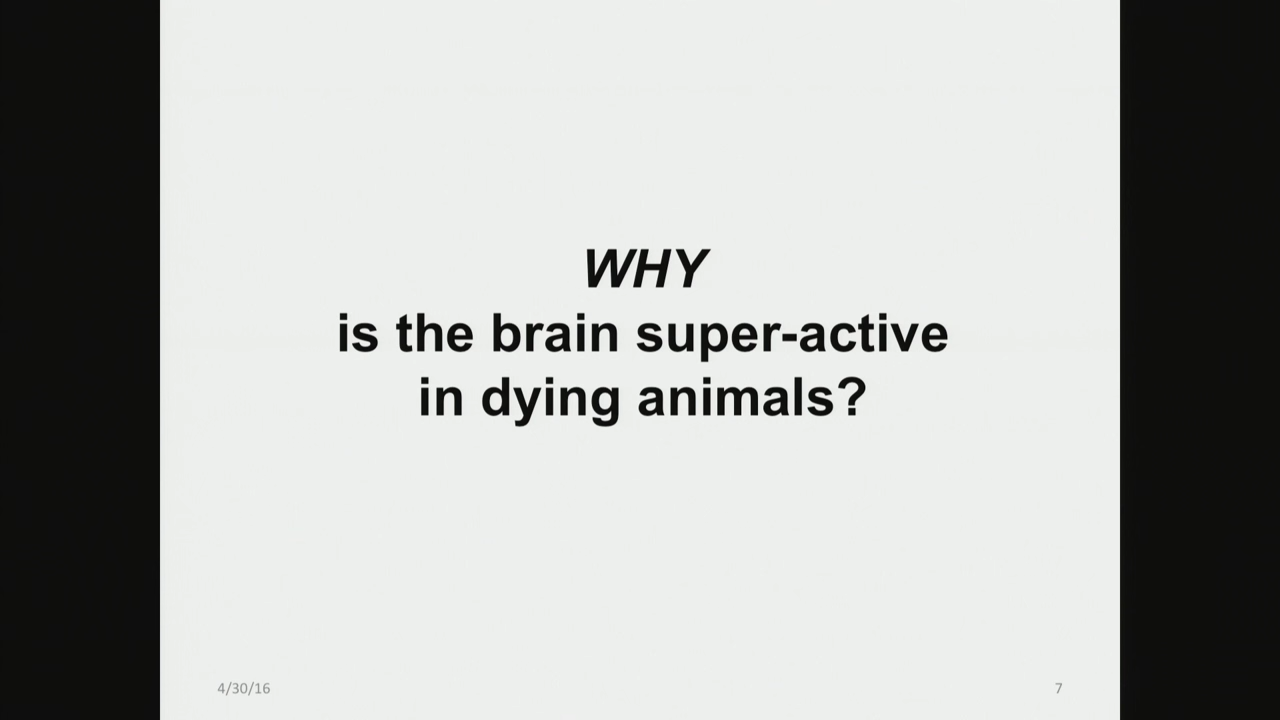 WHY
is the brain super-active
in dying animals?
4/30/16
7